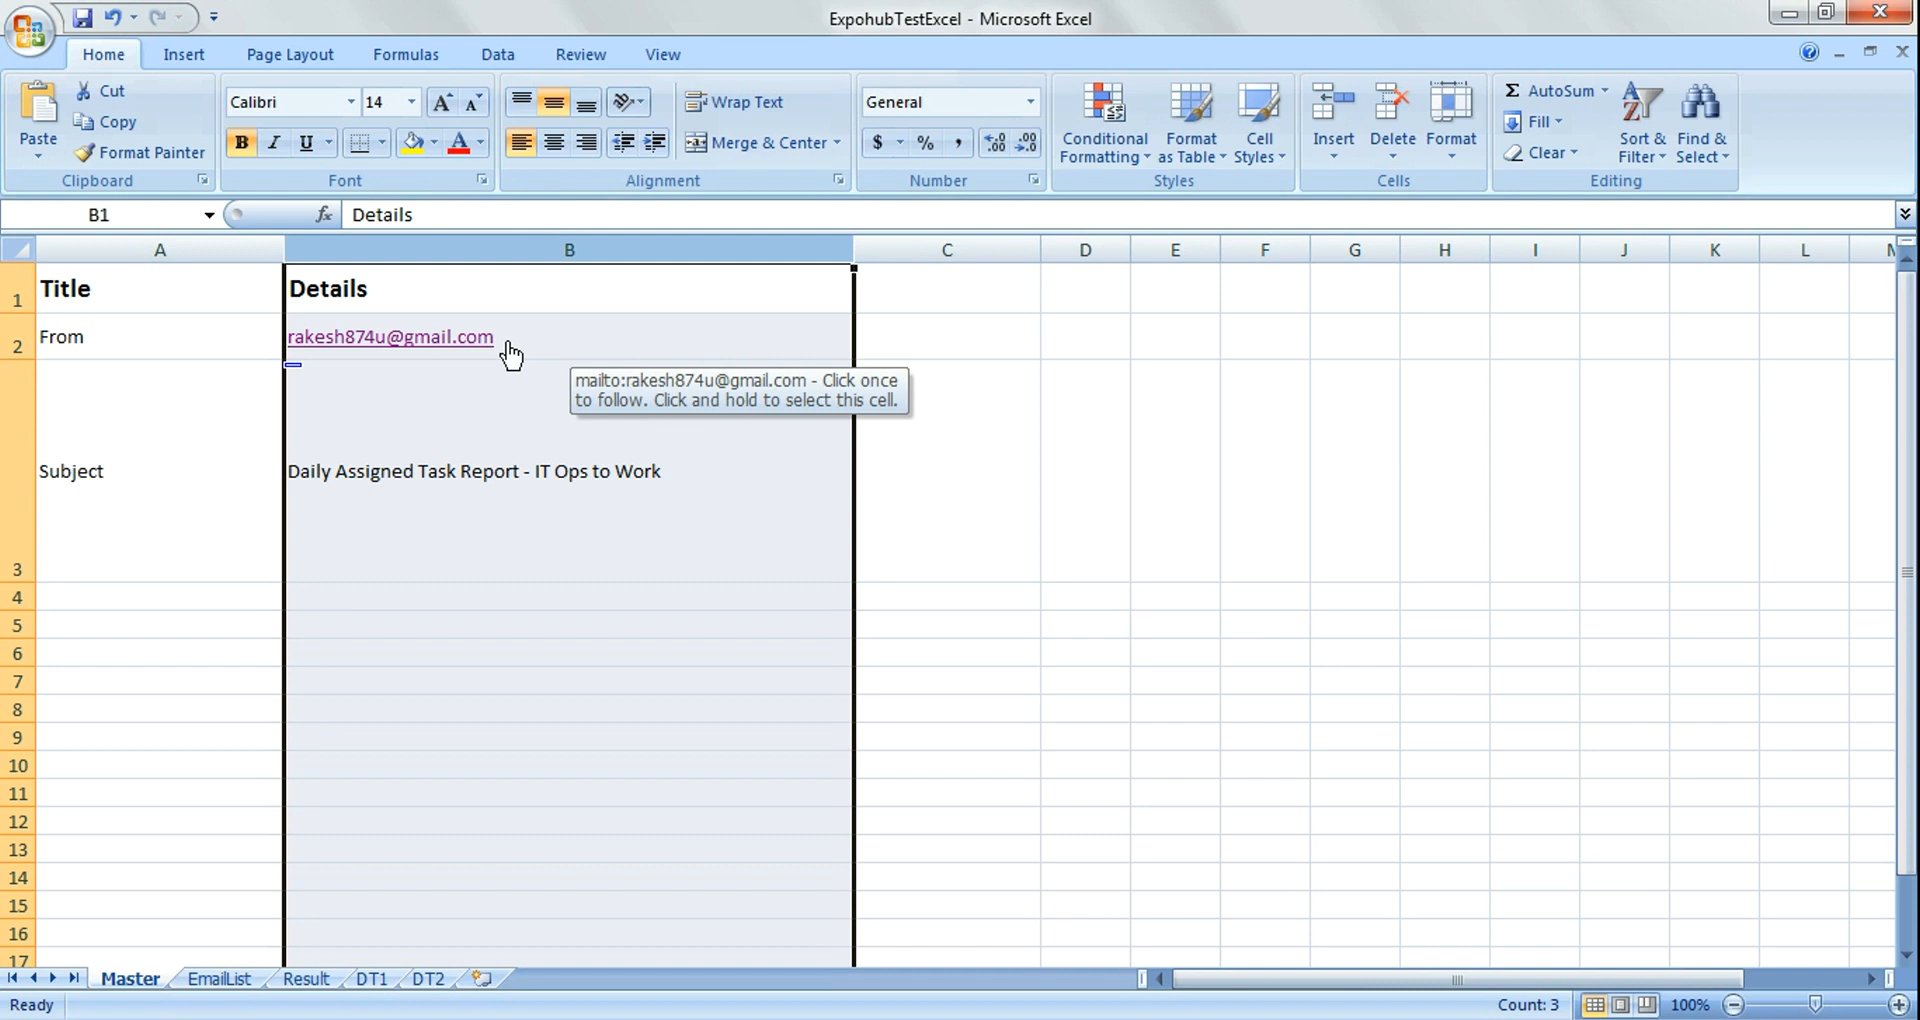 ExpohubTestExcel - Microsoft Excel
Home Insert Page Layout Formulas Data Review View
Paste
Cut
Copy
Format Painter
Clipboard
Calibri 14
B I U
Font
Wrap Text
Merge & Center
Alignment
General
$ % ,
Number
Conditional Formatting
Format as Table
Cell Styles
Styles
Insert Delete Format
Cells
Σ AutoSum
Fill
Clear
Sort & Filter
Find & Select
Editing
B1 fx Details
A B C D E F G H I J K L
1 Title Details
2 From rakesh874u@gmail.com
mailto:rakesh874u@gmail.com - Click once
to follow. Click and hold to select this cell.
3 Subject Daily Assigned Task Report - IT Ops to Work
4
5
6
7
8
9
10
11
12
13
14
15
16
17
Master EmailList Result DT1 DT2
Ready Count: 3 100%